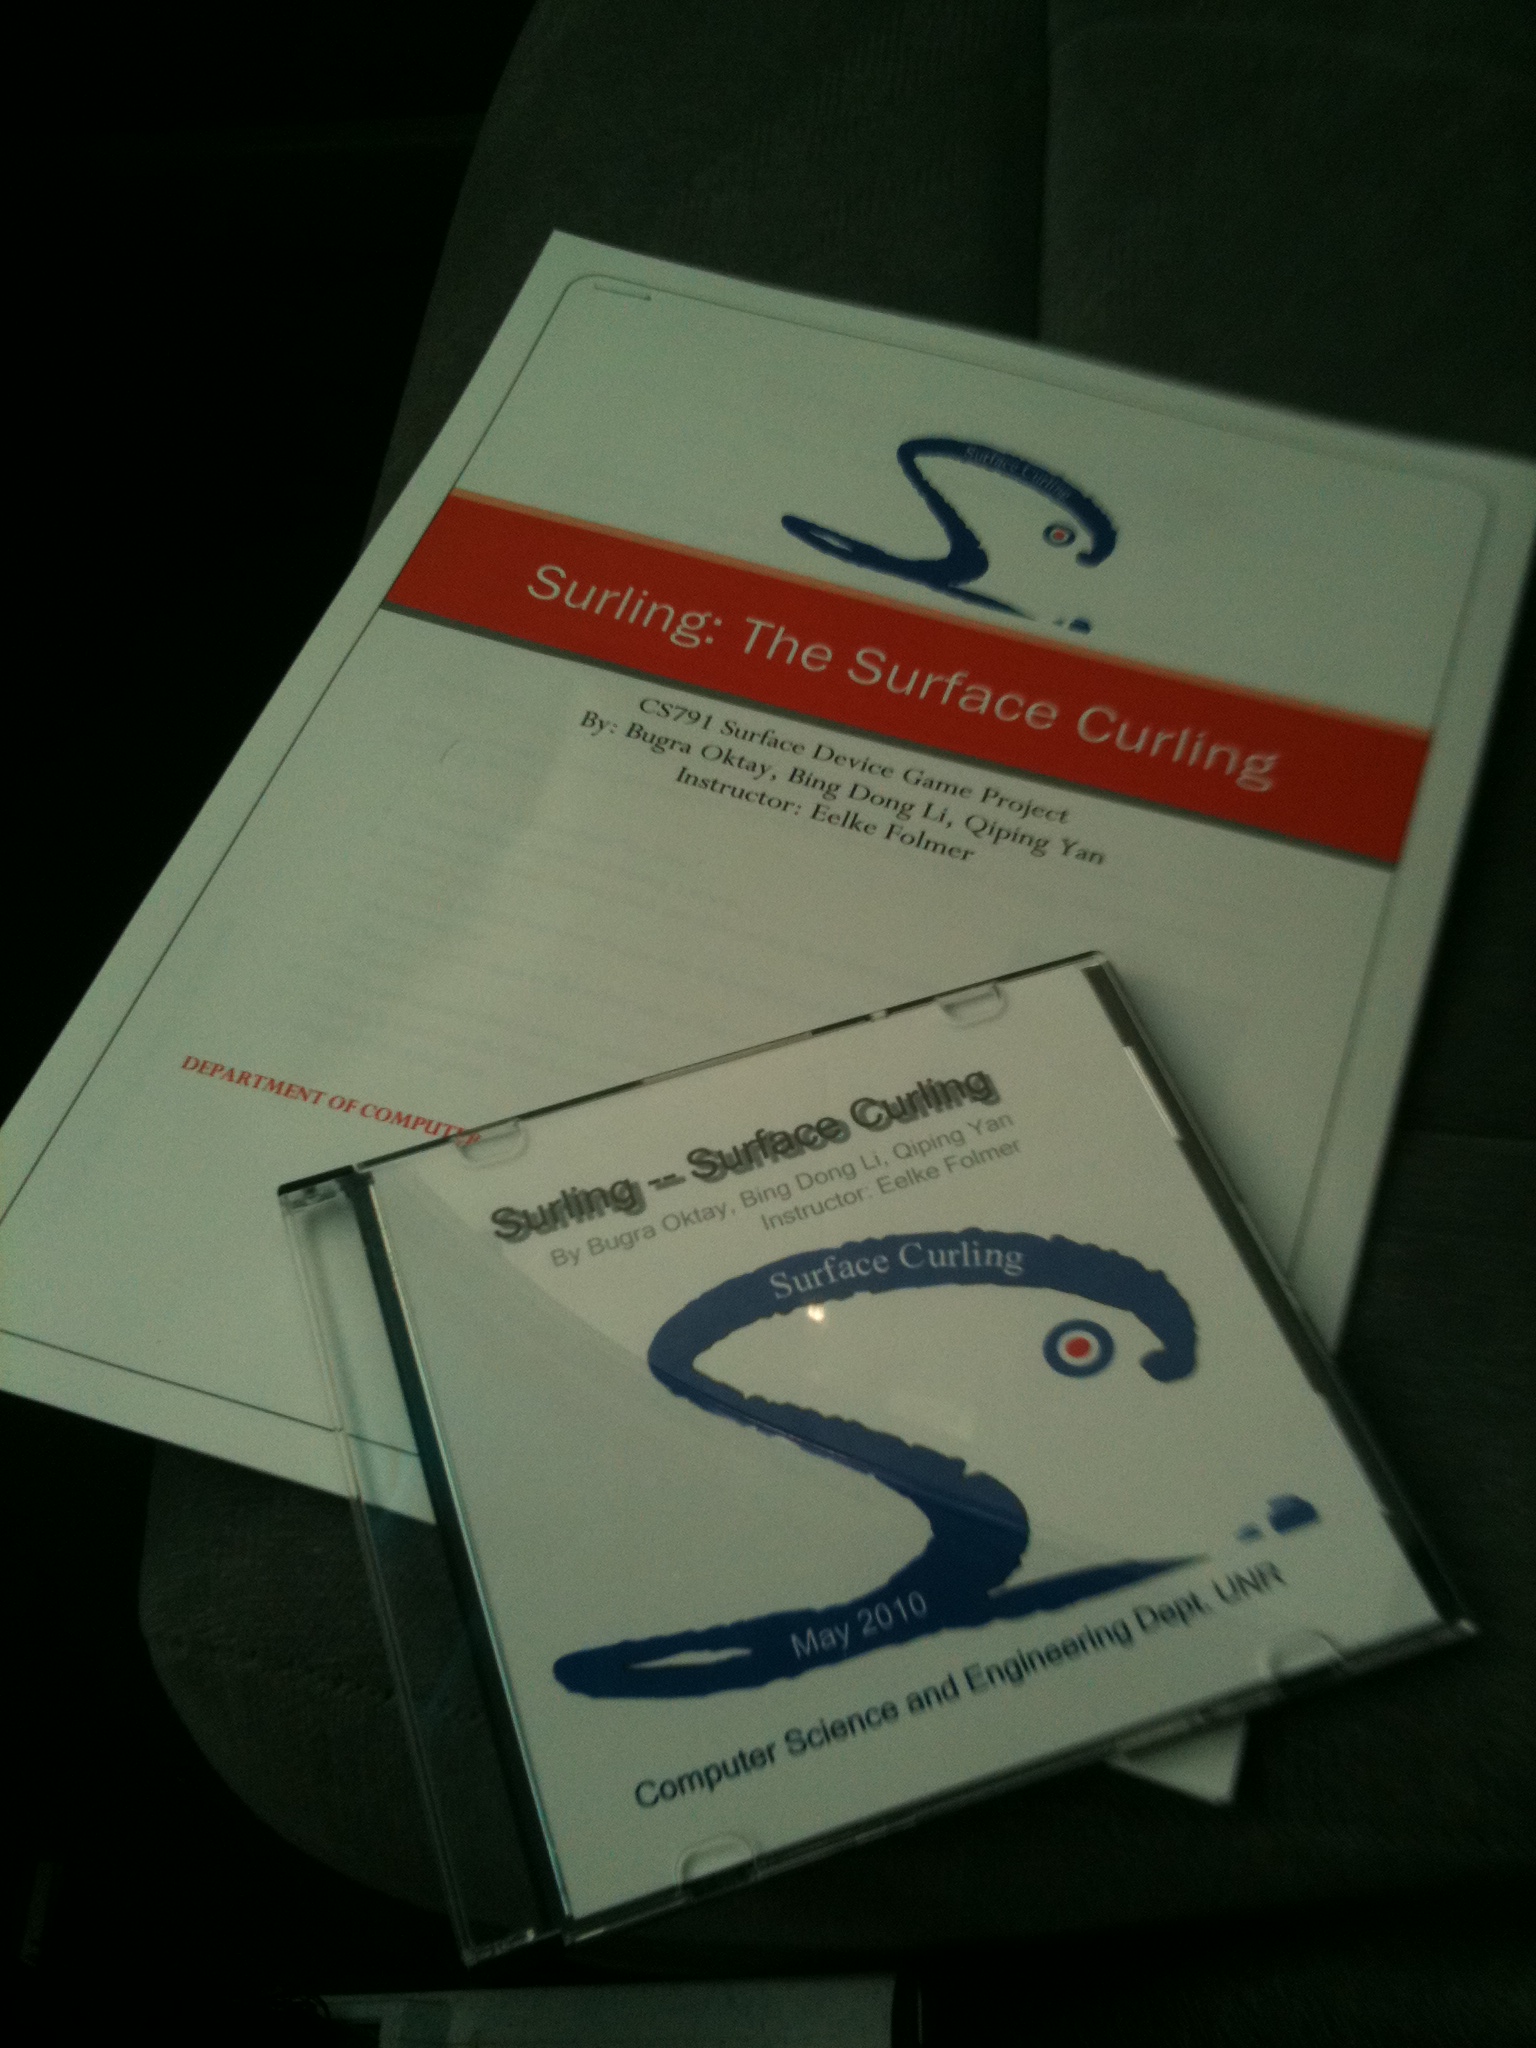 Surface Curling
Surling: The Surface Curling
CS791 Surface Device Game Project
By: Bugra Oktay, Bing Dong Li, Qiping Yan
Instructor: Eelke Folmer
DEPARTMENT OF COMPUTER
Surling -- Surface Curling
By Bugra Oktay, Bing Dong Li, Qiping Yan
Instructor: Eelke Folmer
Surface Curling
May 2010
Computer Science and Engineering Dept. UNR